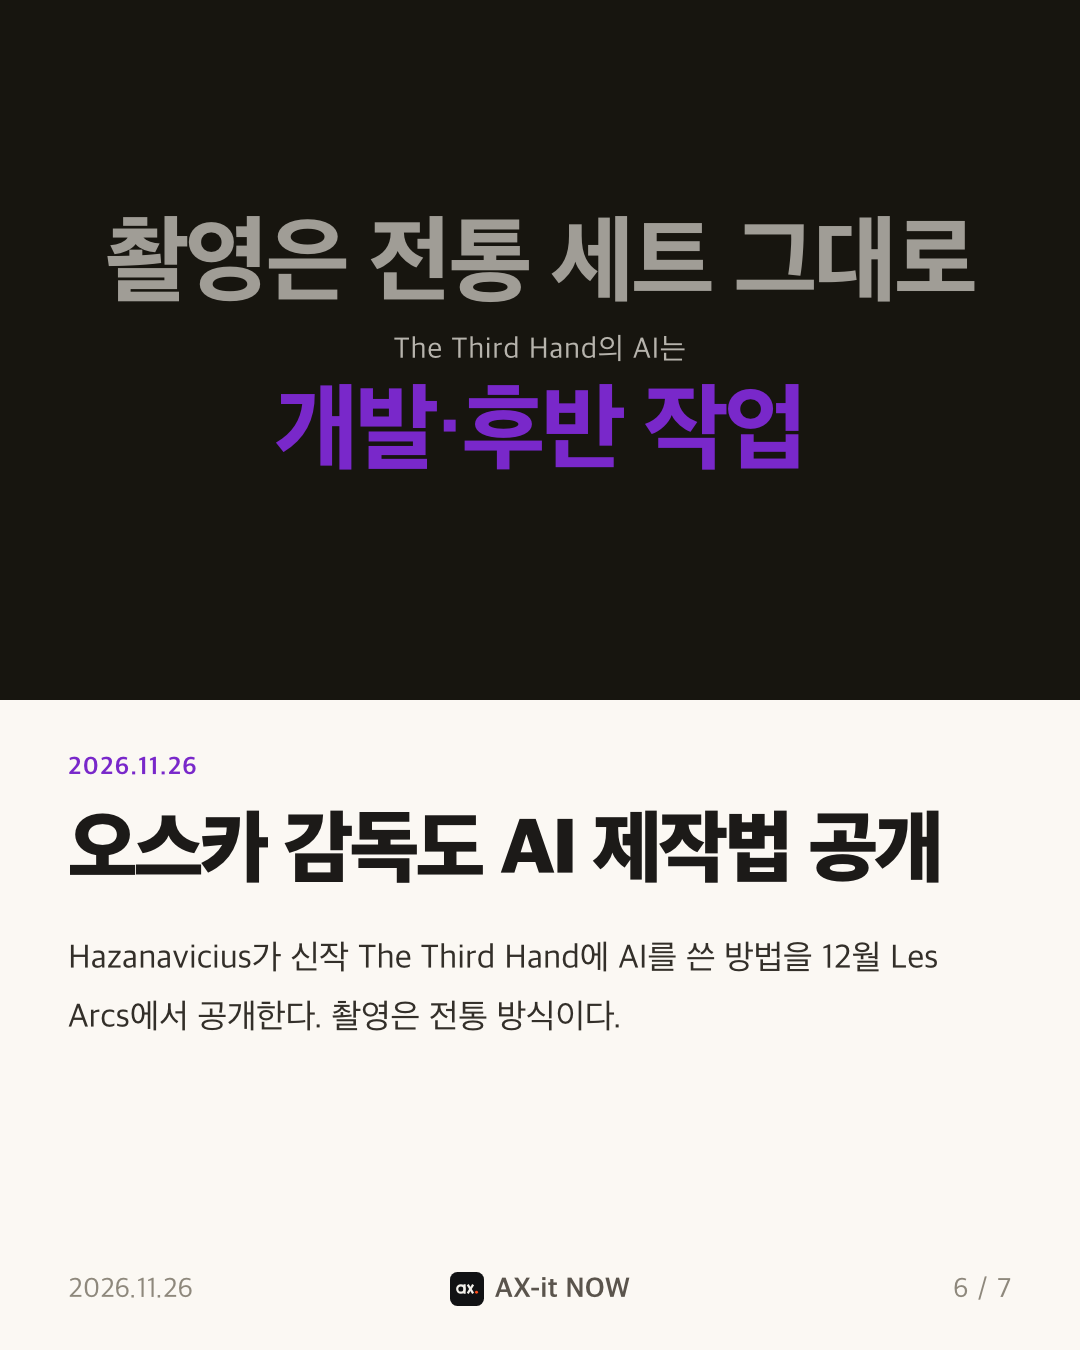 촬영은 전통 세트 그대로
The Third Hand의 AI는
개발·후반 작업
2026.11.26
오스카 감독도 AI 제작법 공개
Hazanavicius가 신작 The Third Hand에 AI를 쓴 방법을 12월 Les
Arcs에서 공개한다. 촬영은 전통 방식이다.
2026.11.26
ax. AX-it NOW
6 / 7